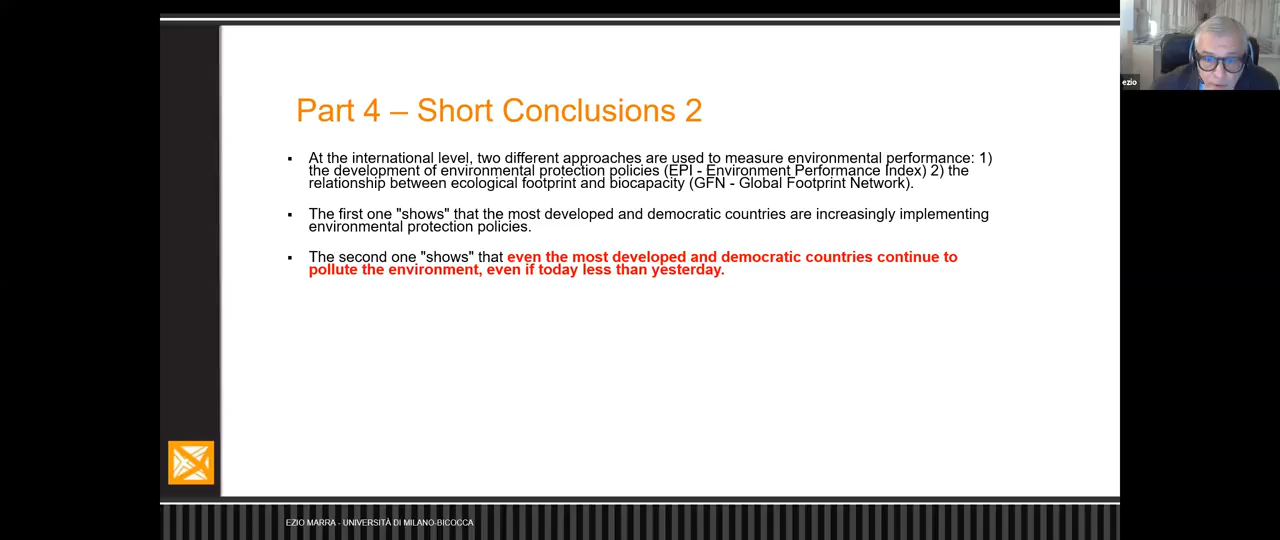 ezio
Part 4 – Short Conclusions 2
▪ At the international level, two different approaches are used to measure environmental performance: 1)
the development of environmental protection policies (EPI - Environment Performance Index) 2) the
relationship between ecological footprint and biocapacity (GFN - Global Footprint Network).
▪ The first one "shows" that the most developed and democratic countries are increasingly implementing
environmental protection policies.
▪ The second one "shows" that even the most developed and democratic countries continue to
pollute the environment, even if today less than yesterday.
EZIO MARRA - UNIVERSITÀ DI MILANO-BICOCCA